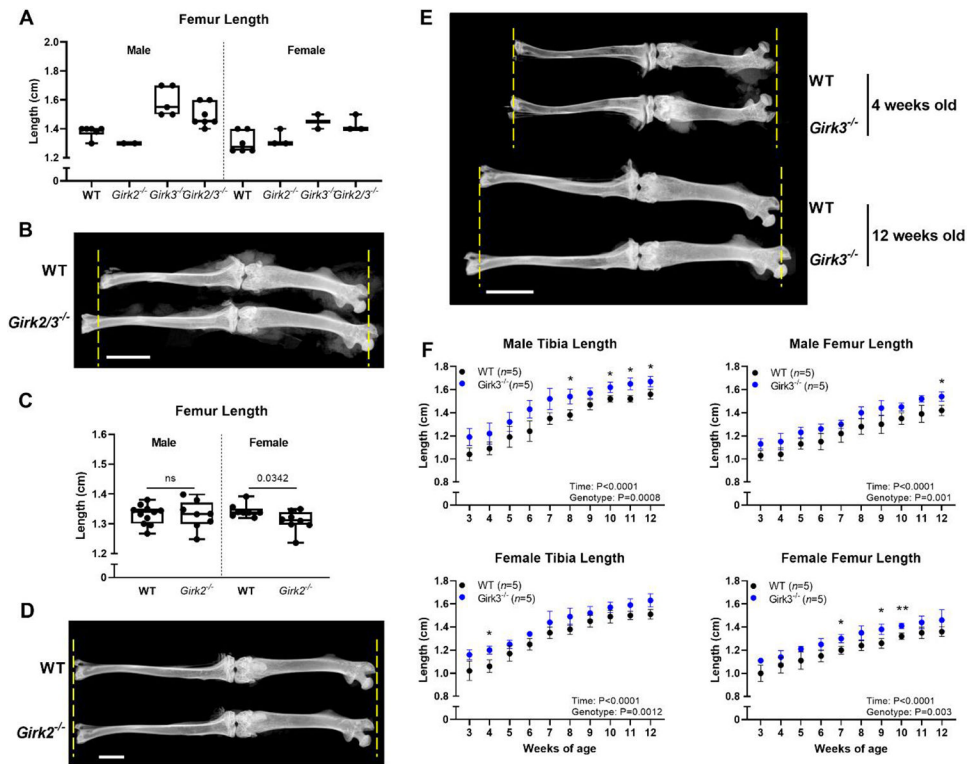 A
Femur Length
Male
Female
Length (cm)
1.8
1.6
1.4
1.2
0
WT
Girk2-/-
Girk3-/-
Girk2/3-/-
WT
Girk2-/-
Girk3-/-
Girk2/3-/-
B
WT
Girk2/3-/-
C
Femur Length
Male
Female
Length (cm)
1.6
1.5
1.4
1.3
1.2
0
ns
0.0342
WT
Girk2-/-
WT
Girk2-/-
D
WT
Girk2-/-
E
WT
Girk3-/-
4 weeks old
WT
Girk3-/-
12 weeks old
F
Male Tibia Length
WT (n=5)
Girk3-/- (n=5)
Length (cm)
1.8
1.6
1.4
1.2
1.0
0.8
0
* * * *
Time: P<0.0001
Genotype: P=0.0008
3 4 5 6 7 8 9 10 11 12
Male Femur Length
WT (n=5)
Girk3-/- (n=5)
Length (cm)
1.8
1.6
1.4
1.2
1.0
0.8
0
*
Time: P<0.0001
Genotype: P=0.001
3 4 5 6 7 8 9 10 11 12
Female Tibia Length
WT (n=5)
Girk3-/- (n=5)
Length (cm)
1.8
1.6
1.4
1.2
1.0
0.8
0
*
Time: P<0.0001
Genotype: P=0.0012
3 4 5 6 7 8 9 10 11 12
Weeks of age
Female Femur Length
WT (n=5)
Girk3-/- (n=5)
Length (cm)
1.8
1.6
1.4
1.2
1.0
0.8
0
* * **
Time: P<0.0001
Genotype: P=0.003
3 4 5 6 7 8 9 10 11 12
Weeks of age